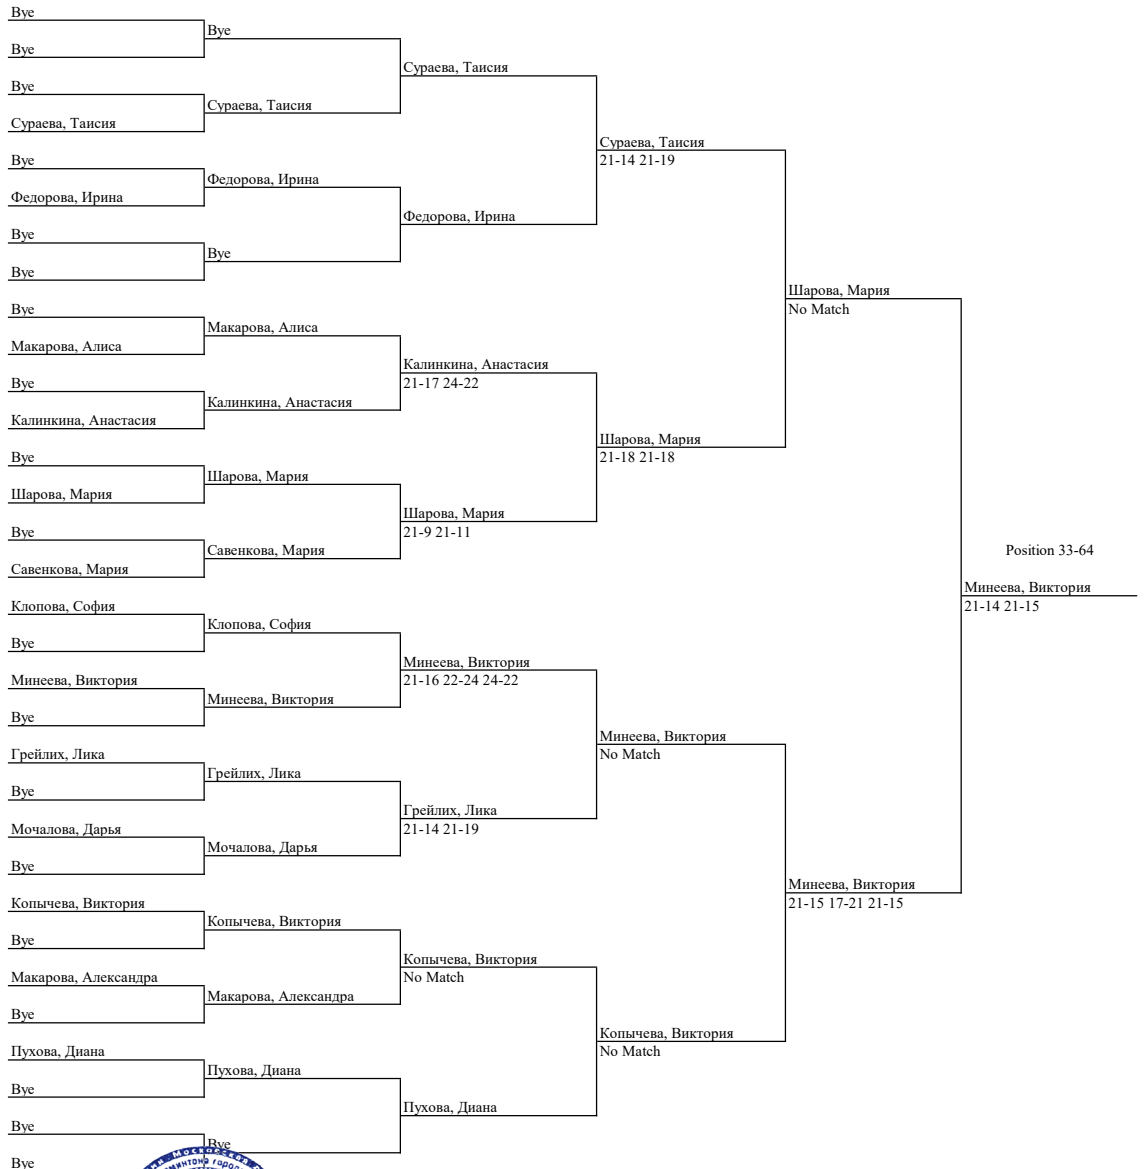 Bye
Bye
Bye
Bye
Сураева, Таисия
Bye
Сураева, Таисия
Сураева, Таисия
Сураева, Таисия
21-14 21-19
Bye
Федорова, Ирина
Федорова, Ирина
Федорова, Ирина
Bye
Bye
Bye
Шарова, Мария
No Match
Bye
Макарова, Алиса
Макарова, Алиса
Калинкина, Анастасия
21-17 24-22
Bye
Калинкина, Анастасия
Калинкина, Анастасия
Шарова, Мария
21-18 21-18
Bye
Шарова, Мария
Шарова, Мария
Шарова, Мария
21-9 21-11
Bye
Савенкова, Мария
Position 33-64
Савенкова, Мария
Минеева, Виктория
21-14 21-15
Клопова, София
Клопова, София
Bye
Минеева, Виктория
21-16 22-24 24-22
Минеева, Виктория
Минеева, Виктория
Bye
Минеева, Виктория
No Match
Грейлих, Лика
Грейлих, Лика
Bye
Грейлих, Лика
21-14 21-19
Мочалова, Дарья
Мочалова, Дарья
Bye
Минеева, Виктория
21-15 17-21 21-15
Копычева, Виктория
Копычева, Виктория
Bye
Копычева, Виктория
No Match
Макарова, Александра
Макарова, Александра
Bye
Копычева, Виктория
No Match
Пухова, Диана
Пухова, Диана
Bye
Пухова, Диана
Bye
Bye
Bye